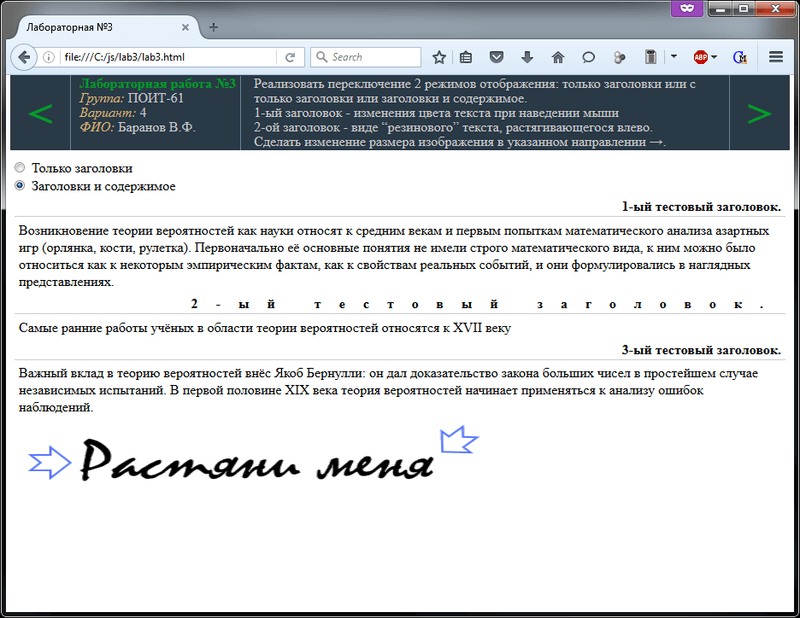 Лабораторная №3
file:///C:/js/lab3/lab3.html
Search
ABP
<
Лабораторная работа №3
Группа: ПОИТ-61
Вариант: 4
ФИО: Баранов В.Ф.
Реализовать переключение 2 режимов отображения: только заголовки или с
только заголовки или заголовки и содержимое.
1-ый заголовок - изменения цвета текста при наведении мыши
2-ой заголовок - виде “резинового” текста, растягивающегося влево.
Сделать изменение размера изображения в указанном направлении →.
>
Только заголовки
Заголовки и содержимое
1-ый тестовый заголовок.
Возникновение теории вероятностей как науки относят к средним векам и первым попыткам математического анализа азартных
игр (орлянка, кости, рулетка). Первоначально её основные понятия не имели строго математического вида, к ним можно было
относиться как к некоторым эмпирическим фактам, как к свойствам реальных событий, и они формулировались в наглядных
представлениях.
2 - ы й т е с т о в ы й з а г о л о в о к .
Самые ранние работы учёных в области теории вероятностей относятся к XVII веку
3-ый тестовый заголовок.
Важный вклад в теорию вероятностей внёс Якоб Бернулли: он дал доказательство закона больших чисел в простейшем случае
независимых испытаний. В первой половине XIX века теория вероятностей начинает применяться к анализу ошибок
наблюдений.
Растяни меня